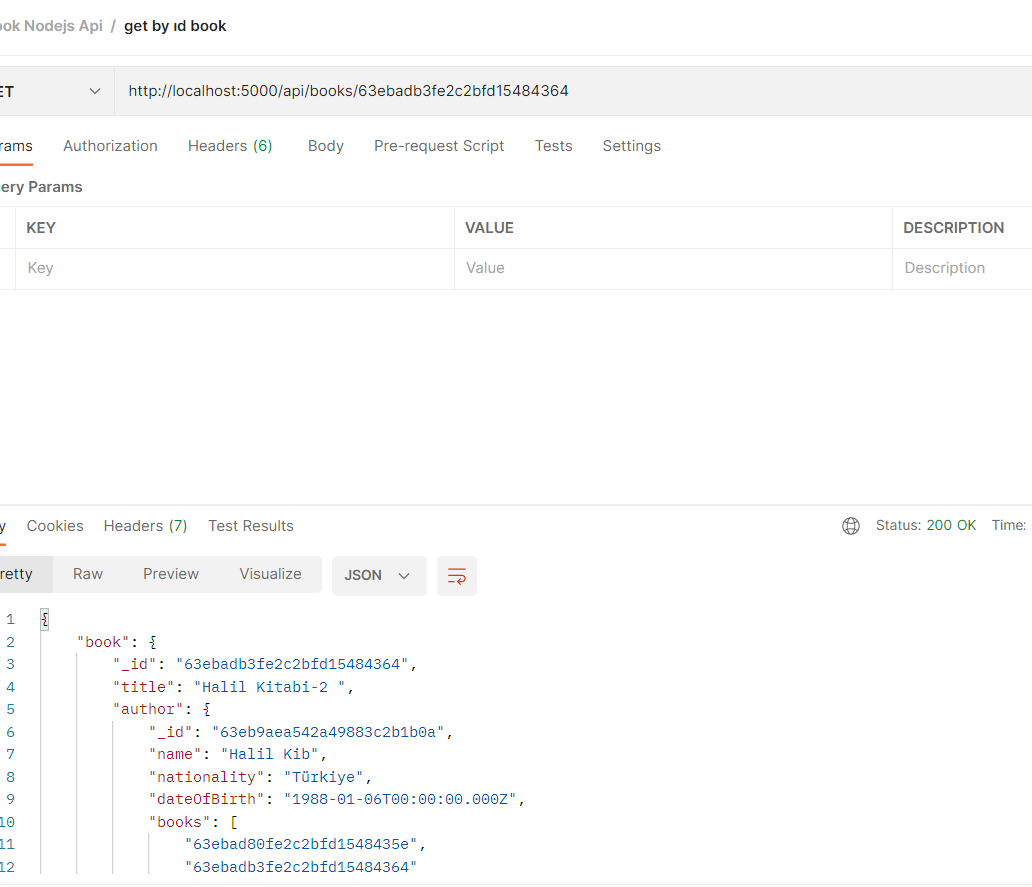 ook Nodejs Api / get by ıd book
ET http://localhost:5000/api/books/63ebadb3fe2c2bfd15484364
rams Authorization Headers (6) Body Pre-request Script Tests Settings
ery Params
KEY VALUE DESCRIPTION
Key Value Description
y Cookies Headers (7) Test Results Status: 200 OK Time:
retty Raw Preview Visualize JSON
1 {
2 "book": {
3 "_id": "63ebadb3fe2c2bfd15484364",
4 "title": "Halil Kitabi-2 ",
5 "author": {
6 "_id": "63eb9aea542a49883c2b1b0a",
7 "name": "Halil Kib",
8 "nationality": "Türkiye",
9 "dateOfBirth": "1988-01-06T00:00:00.000Z",
10 "books": [
11 "63ebad80fe2c2bfd1548435e",
12 "63ebadb3fe2c2bfd15484364"